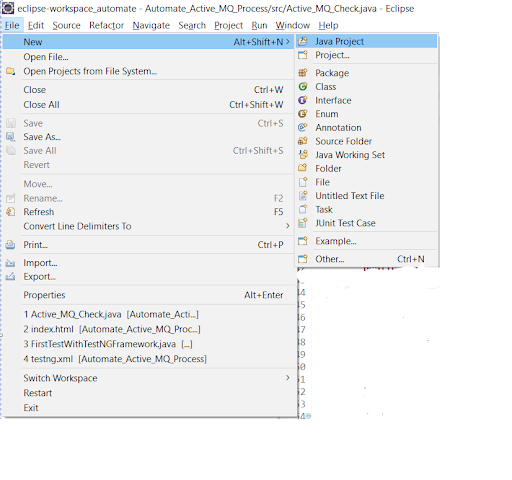 eclipse-workspace_automate - Automate_Active_MQ_Process/src/Active_MQ_Check.java - Eclipse
File Edit Source Refactor Navigate Search Project Run Window Help
New Alt+Shift+N >
Open File...
Open Projects from File System...
Close Ctrl+W
Close All Ctrl+Shift+W
Save Ctrl+S
Save As...
Save All Ctrl+Shift+S
Revert
Move...
Rename... F2
Refresh F5
Convert Line Delimiters To >
Print... Ctrl+P
Import...
Export...
Properties Alt+Enter
1 Active_MQ_Check.java [Automate_Acti...]
2 index.html [Automate_Active_MQ_Proc...]
3 FirstTestWithTestNGFramework.java [...]
4 testng.xml [Automate_Active_MQ_Process]
Switch Workspace >
Restart
Exit
Java Project
Project...
Package
Class
Interface
Enum
Annotation
Source Folder
Java Working Set
Folder
File
Untitled Text File
Task
JUnit Test Case
Example...
Other... Ctrl+N